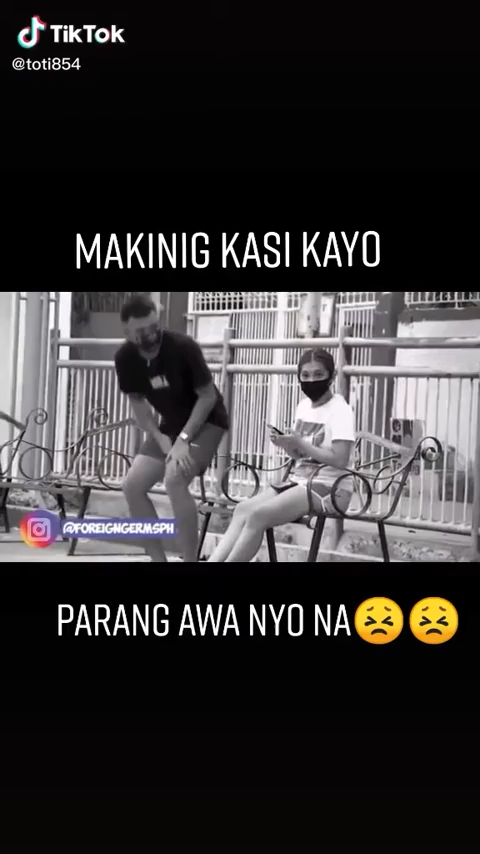 TikTok
@toti854
MAKINIG KASI KAYO
@FOREIGNGERMSPH
PARANG AWA NYO NA😣😣